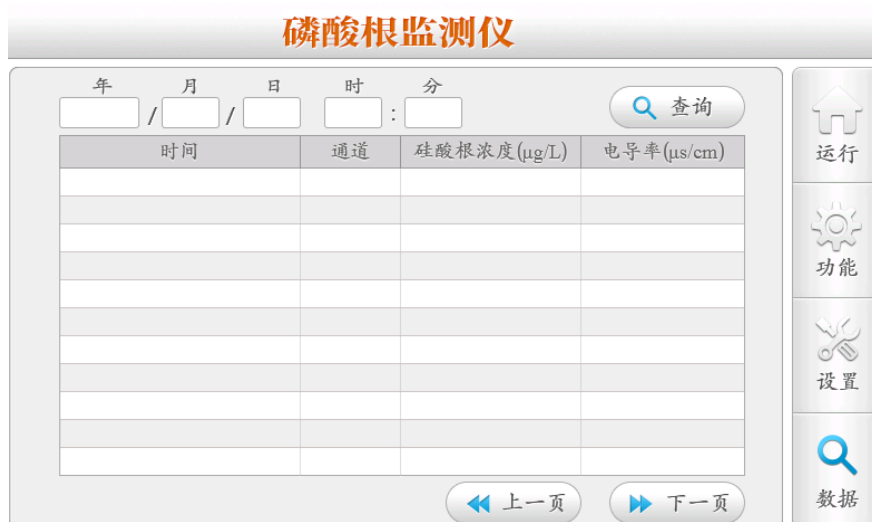 磷酸根监测仪
年 月 日 时 分
/ / :
查询
时间 通道 硅酸根浓度(μg/L) 电导率(μs/cm)
上一页 下一页
运行
功能
设置
数据